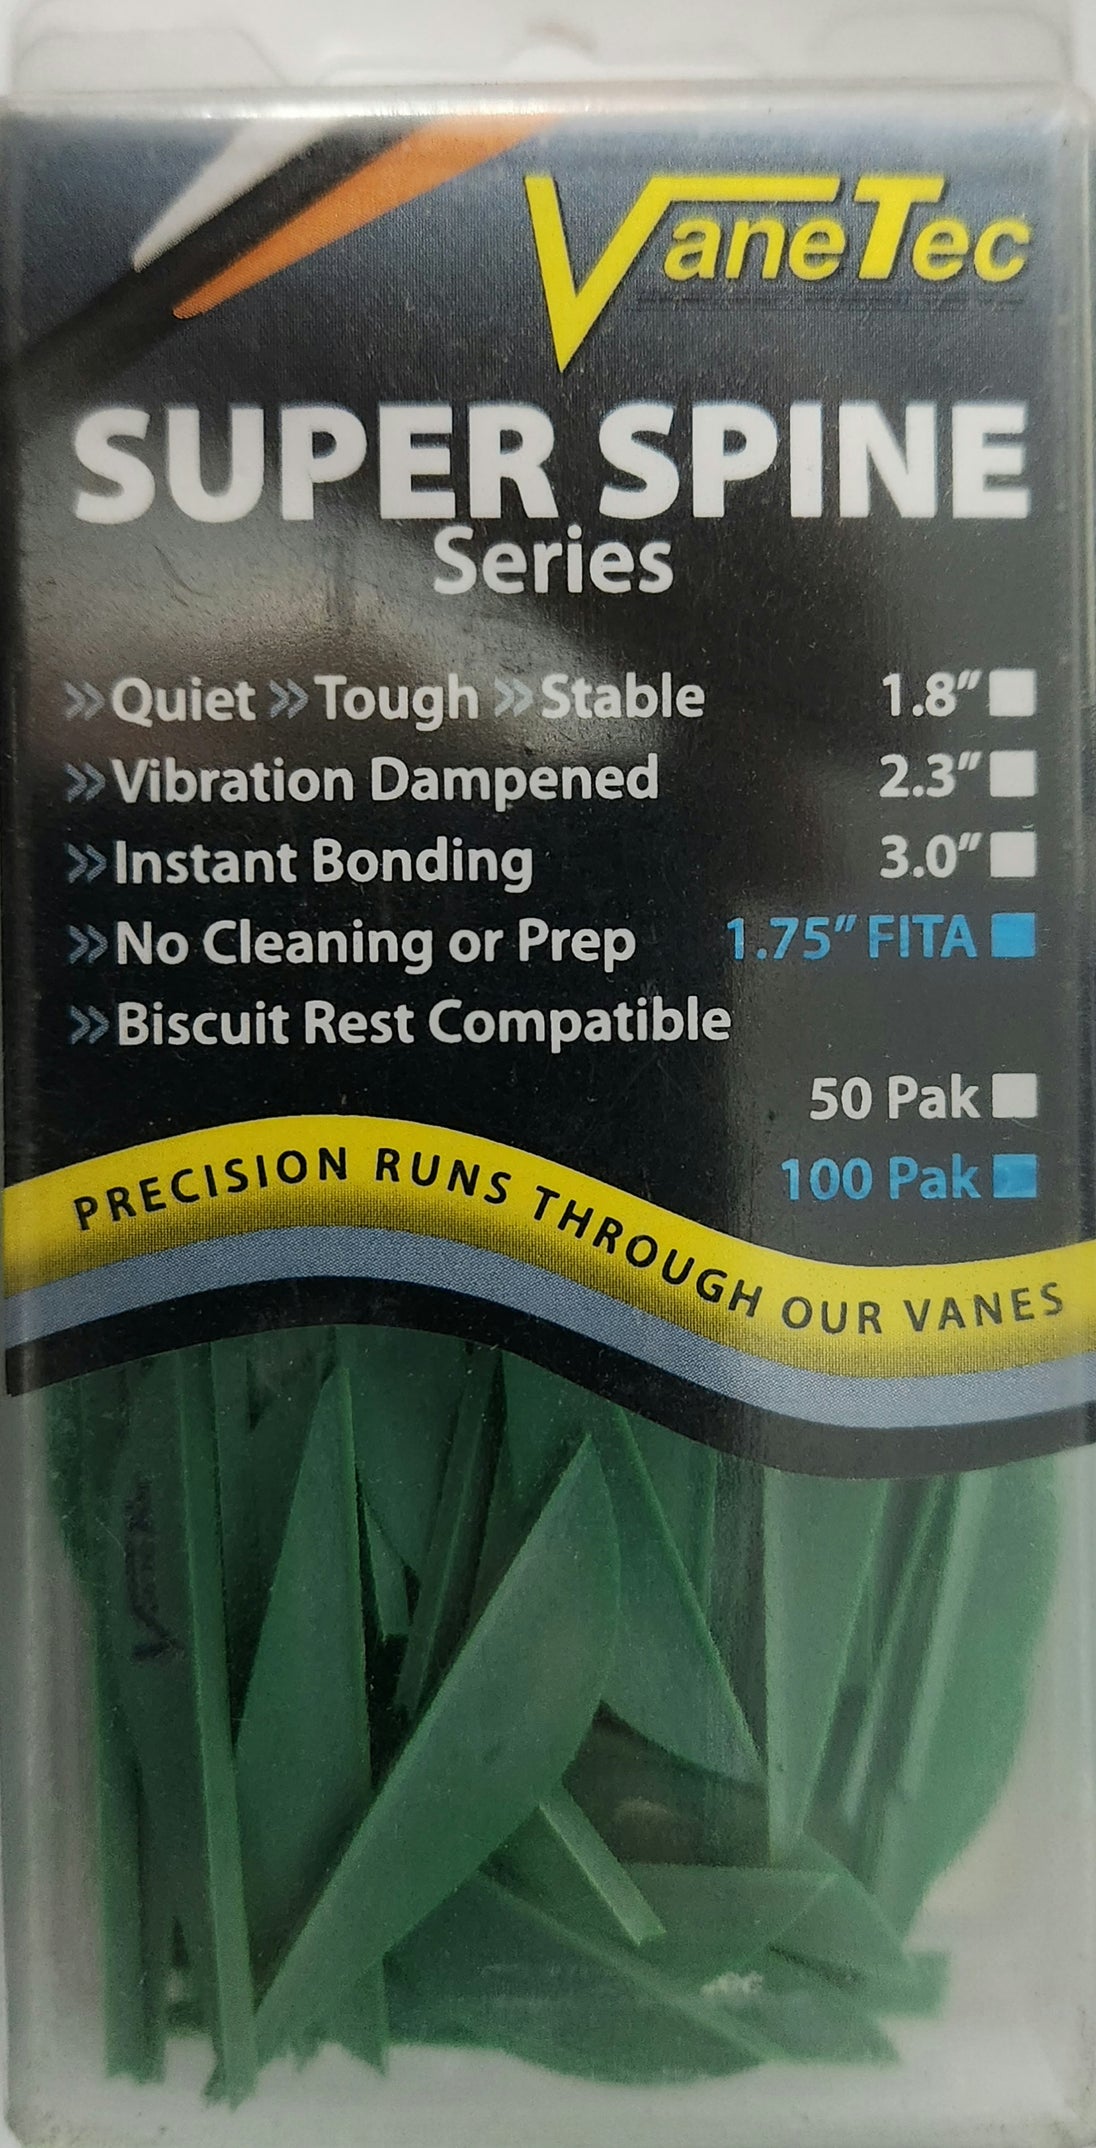 VaneTec
SUPER SPINE
Series
»Quiet »Tough »Stable 1.8”
»Vibration Dampened 2.3”
»Instant Bonding 3.0”
»No Cleaning or Prep 1.75” FITA
»Biscuit Rest Compatible
50 Pak
100 Pak
PRECISION RUNS THROUGH OUR VANES